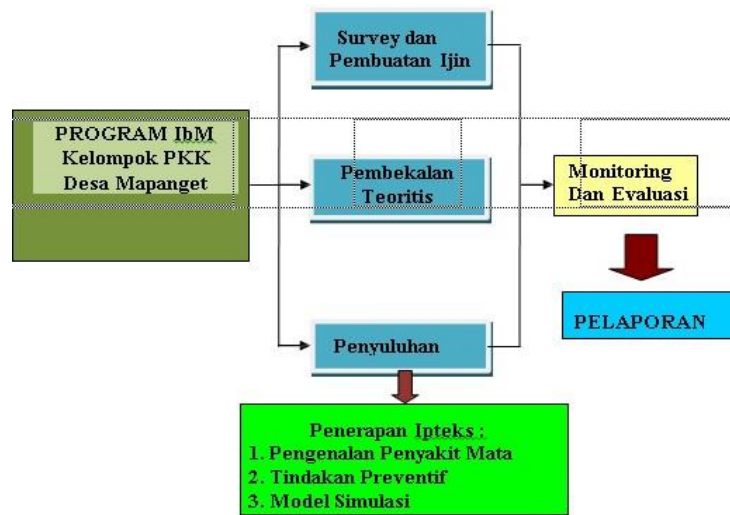 Survey dan
Pembuatan Ijin
PROGRAM IbM
Kelompok PKK
Desa Mapanget
Pembekalan
Teoritis
Monitoring
Dan Evaluasi
PELAPORAN
Penyuluhan
Penerapan Ipteks :
1. Pengenalan Penyakit Mata
2. Tindakan Preventif
3. Model Simulasi